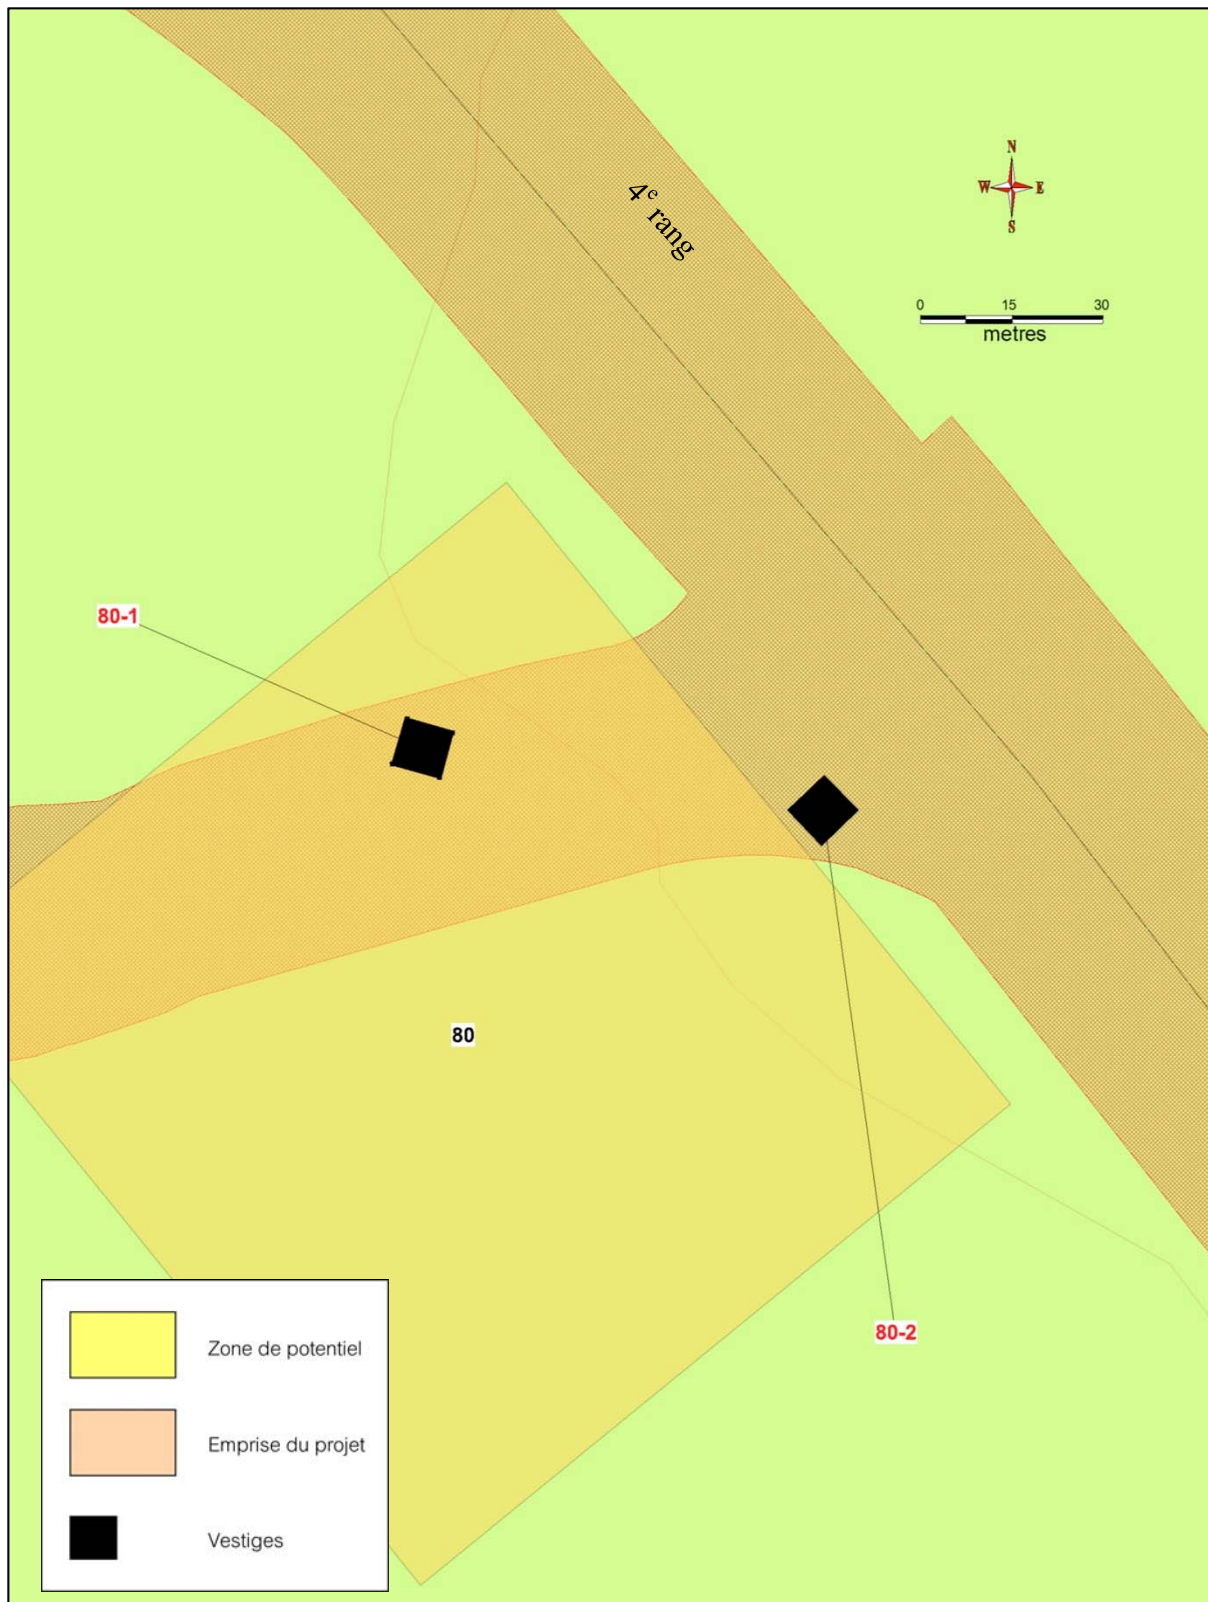 N
4e rang
W E
S
0 15 30
metres
80-1
80
80-2
Zone de potentiel
Emprise du projet
Vestiges